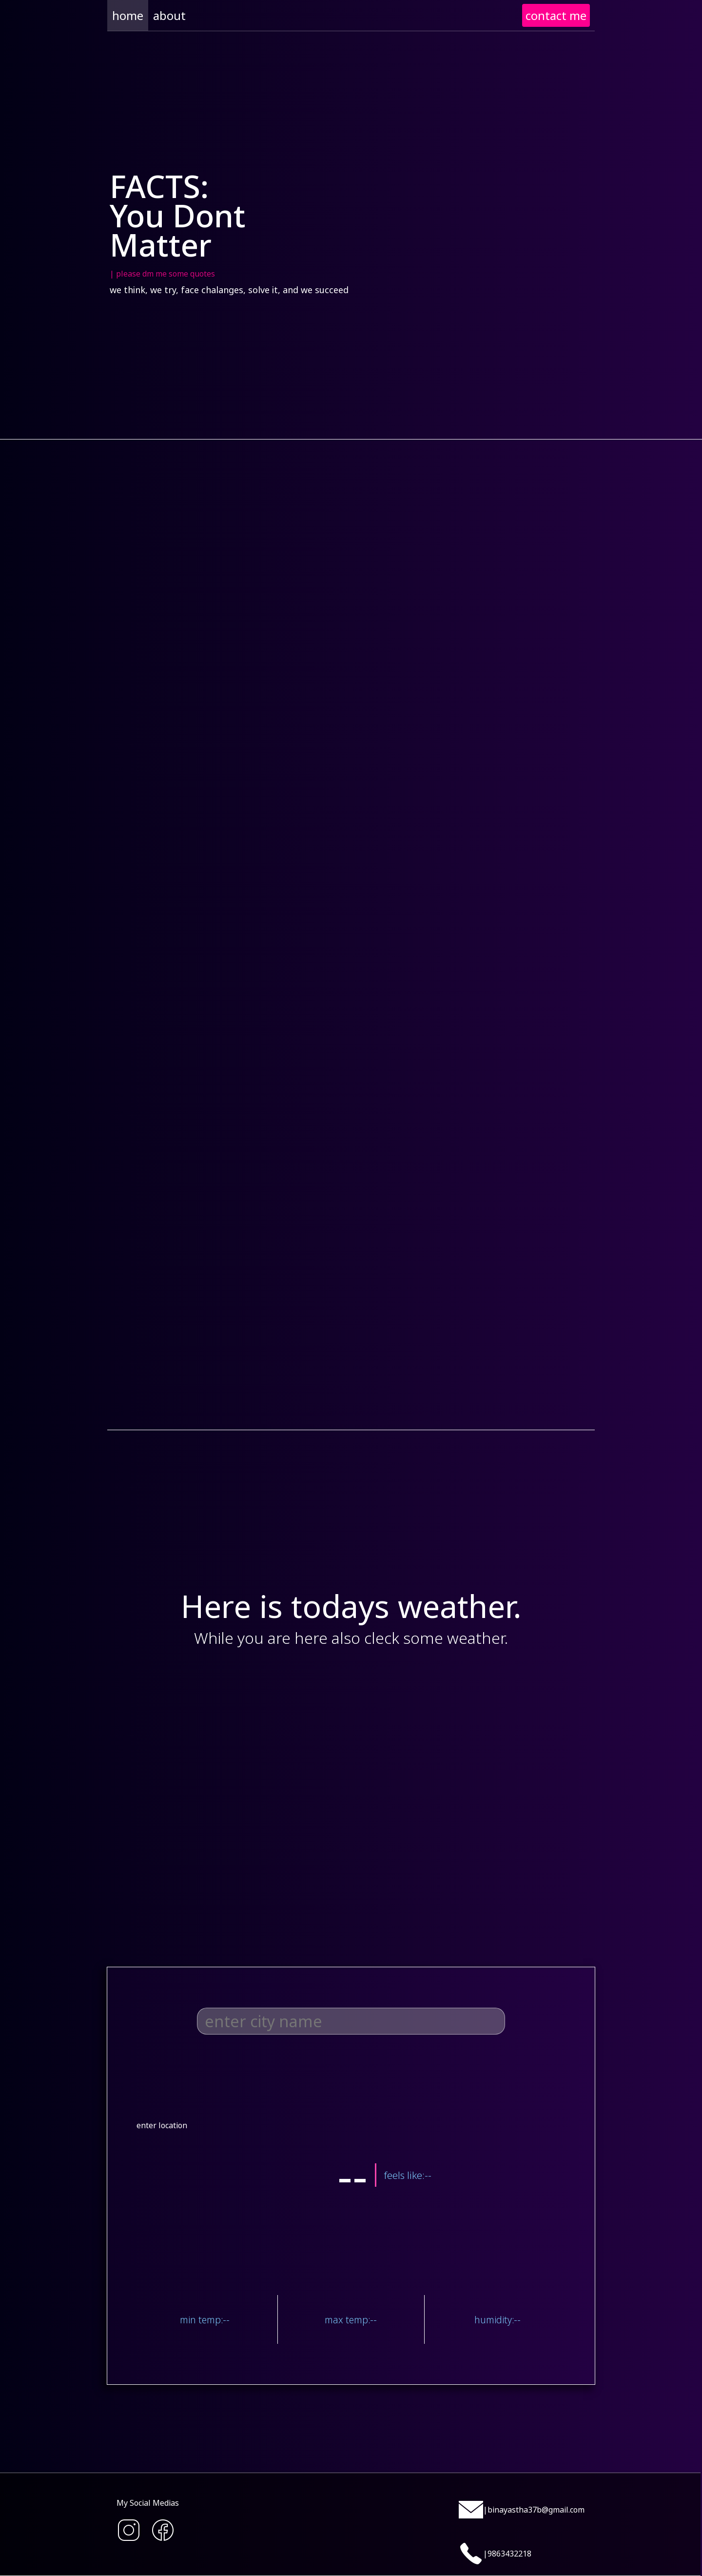 home about contact me
FACTS:
You Dont
Matter
| please dm me some quotes
we think, we try, face chalanges, solve it, and we succeed
Here is todays weather.
While you are here also cleck some weather.
enter city name
enter location
-- feels like:--
min temp:-- max temp:-- humidity:--
My Social Medias
|binayastha37b@gmail.com
|9863432218